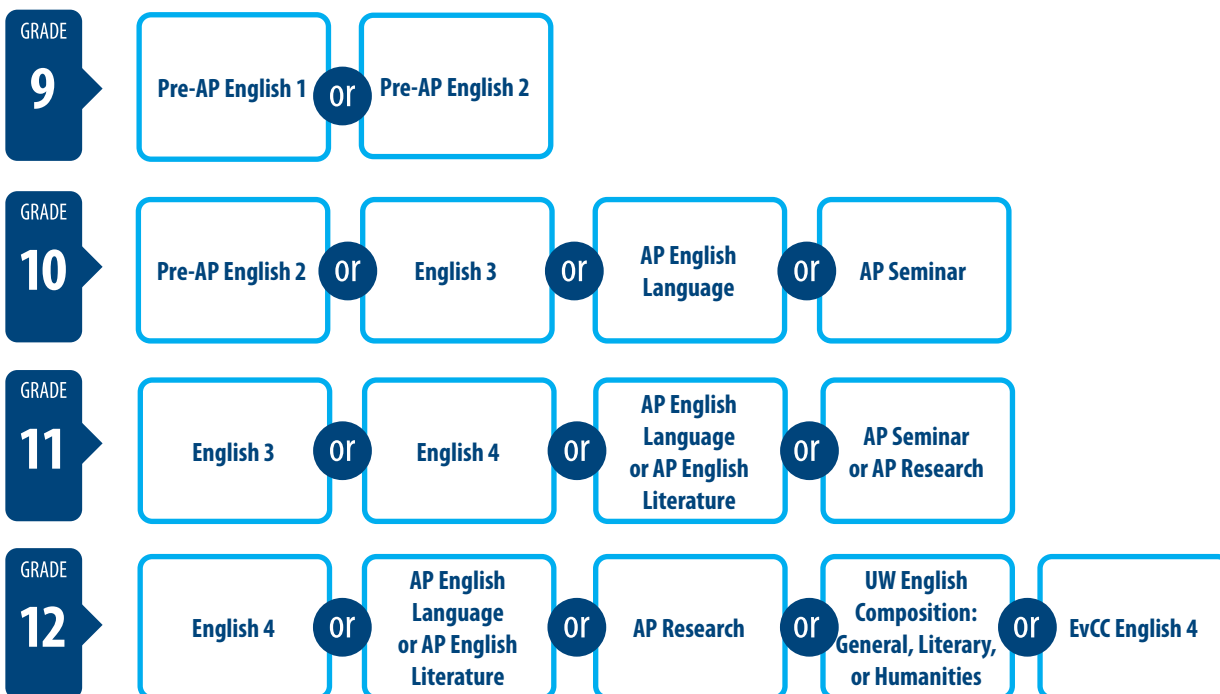 GRADE
9
Pre-AP English 1
or
Pre-AP English 2
GRADE
10
Pre-AP English 2
or
English 3
or
AP English
Language
or
AP Seminar
GRADE
11
English 3
or
English 4
or
AP English
Language
or AP English
Literature
or
AP Seminar
or AP Research
GRADE
12
English 4
or
AP English
Language
or AP English
Literature
or
AP Research
or
UW English
Composition:
General, Literary,
or Humanities
or
EvCC English 4